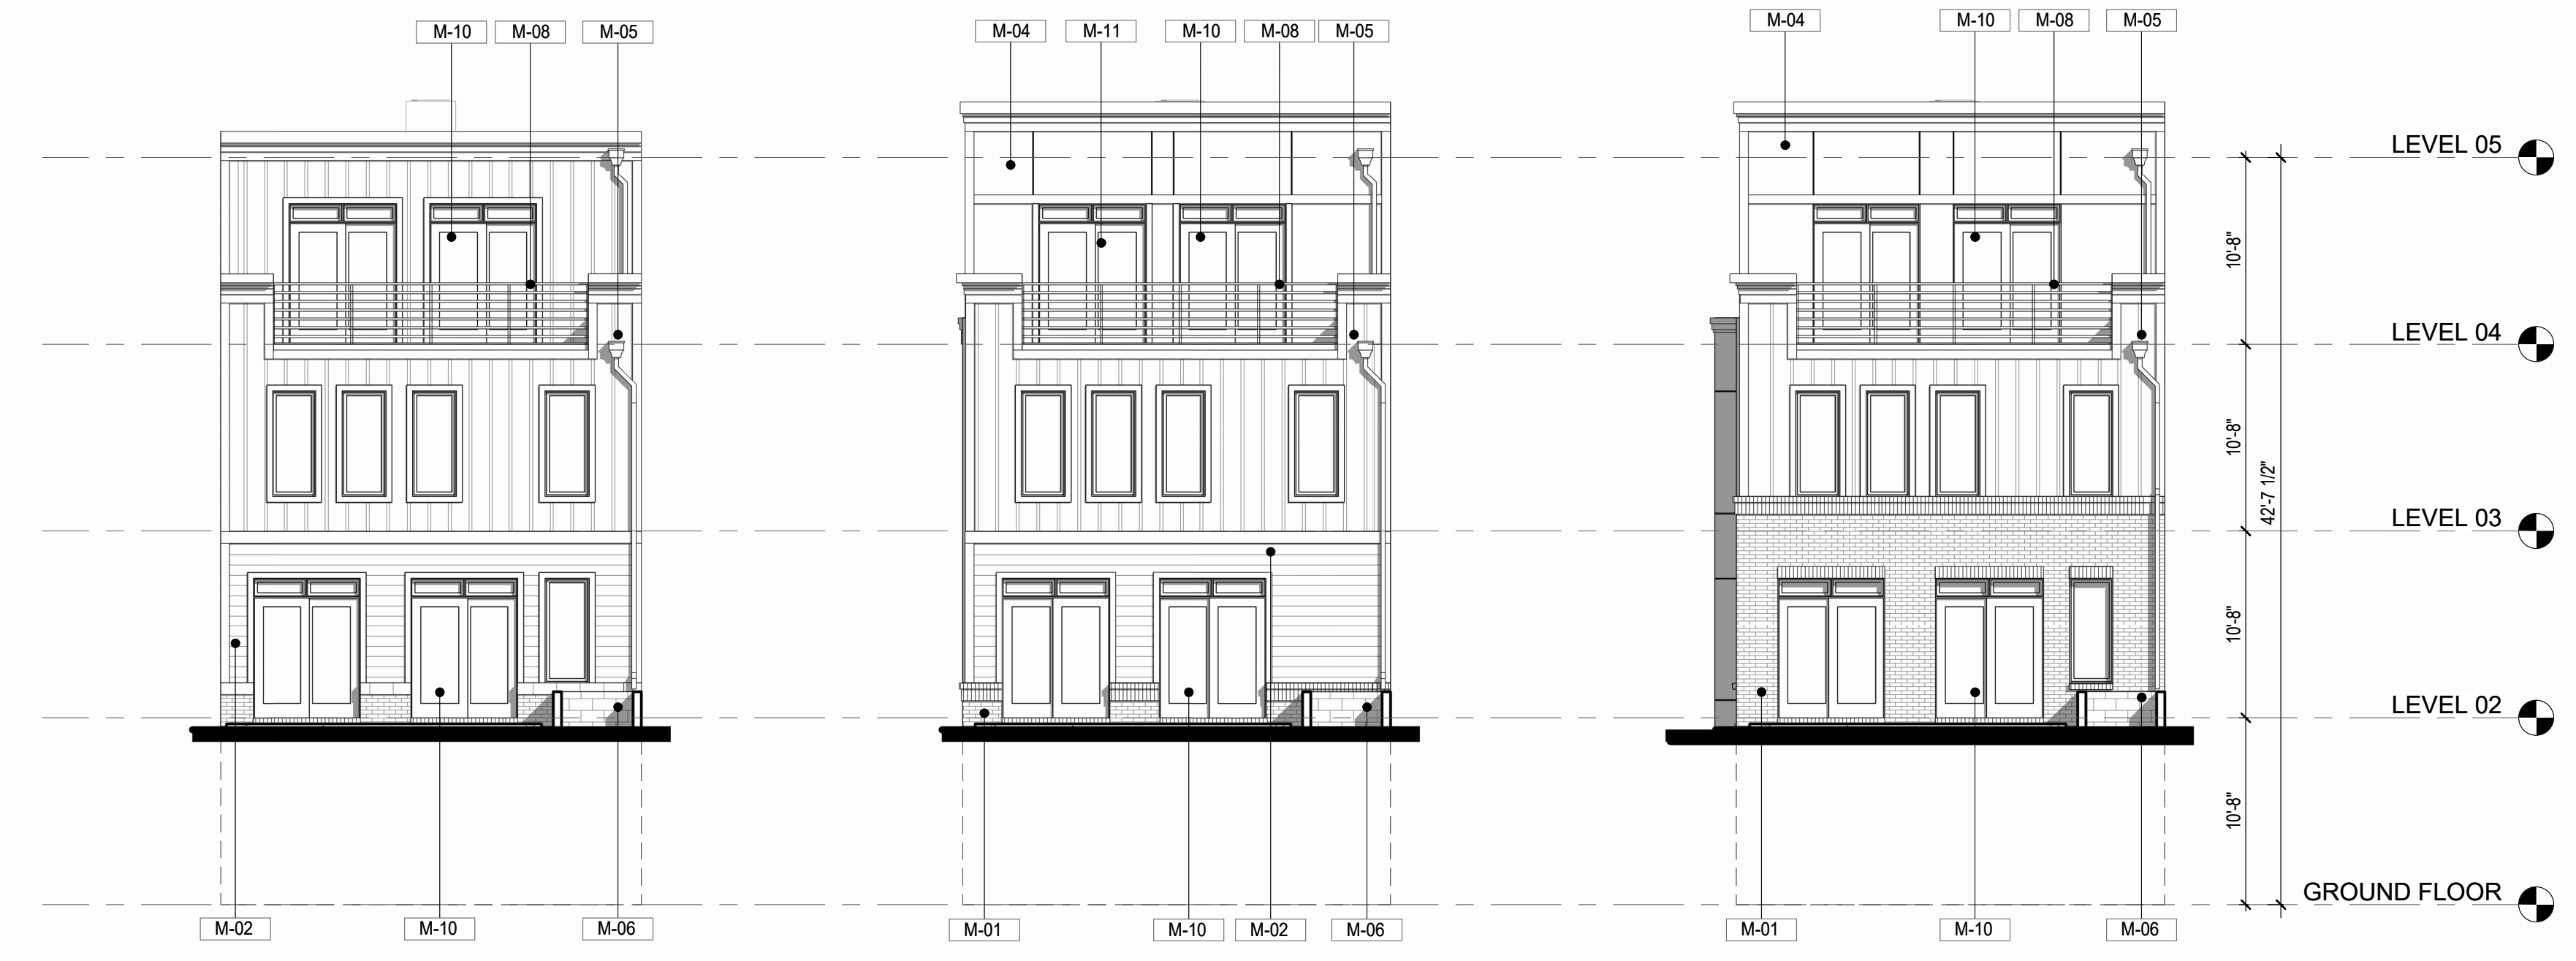 M-10 M-08 M-05
M-04 M-11 M-10 M-08 M-05
M-04 M-10 M-08 M-05
LEVEL 05
10'-8"
LEVEL 04
10'-8"
42'-7 1/2"
LEVEL 03
10'-8"
LEVEL 02
10'-8"
GROUND FLOOR
M-02 M-10 M-06
M-01 M-10 M-02 M-06
M-01 M-10 M-06